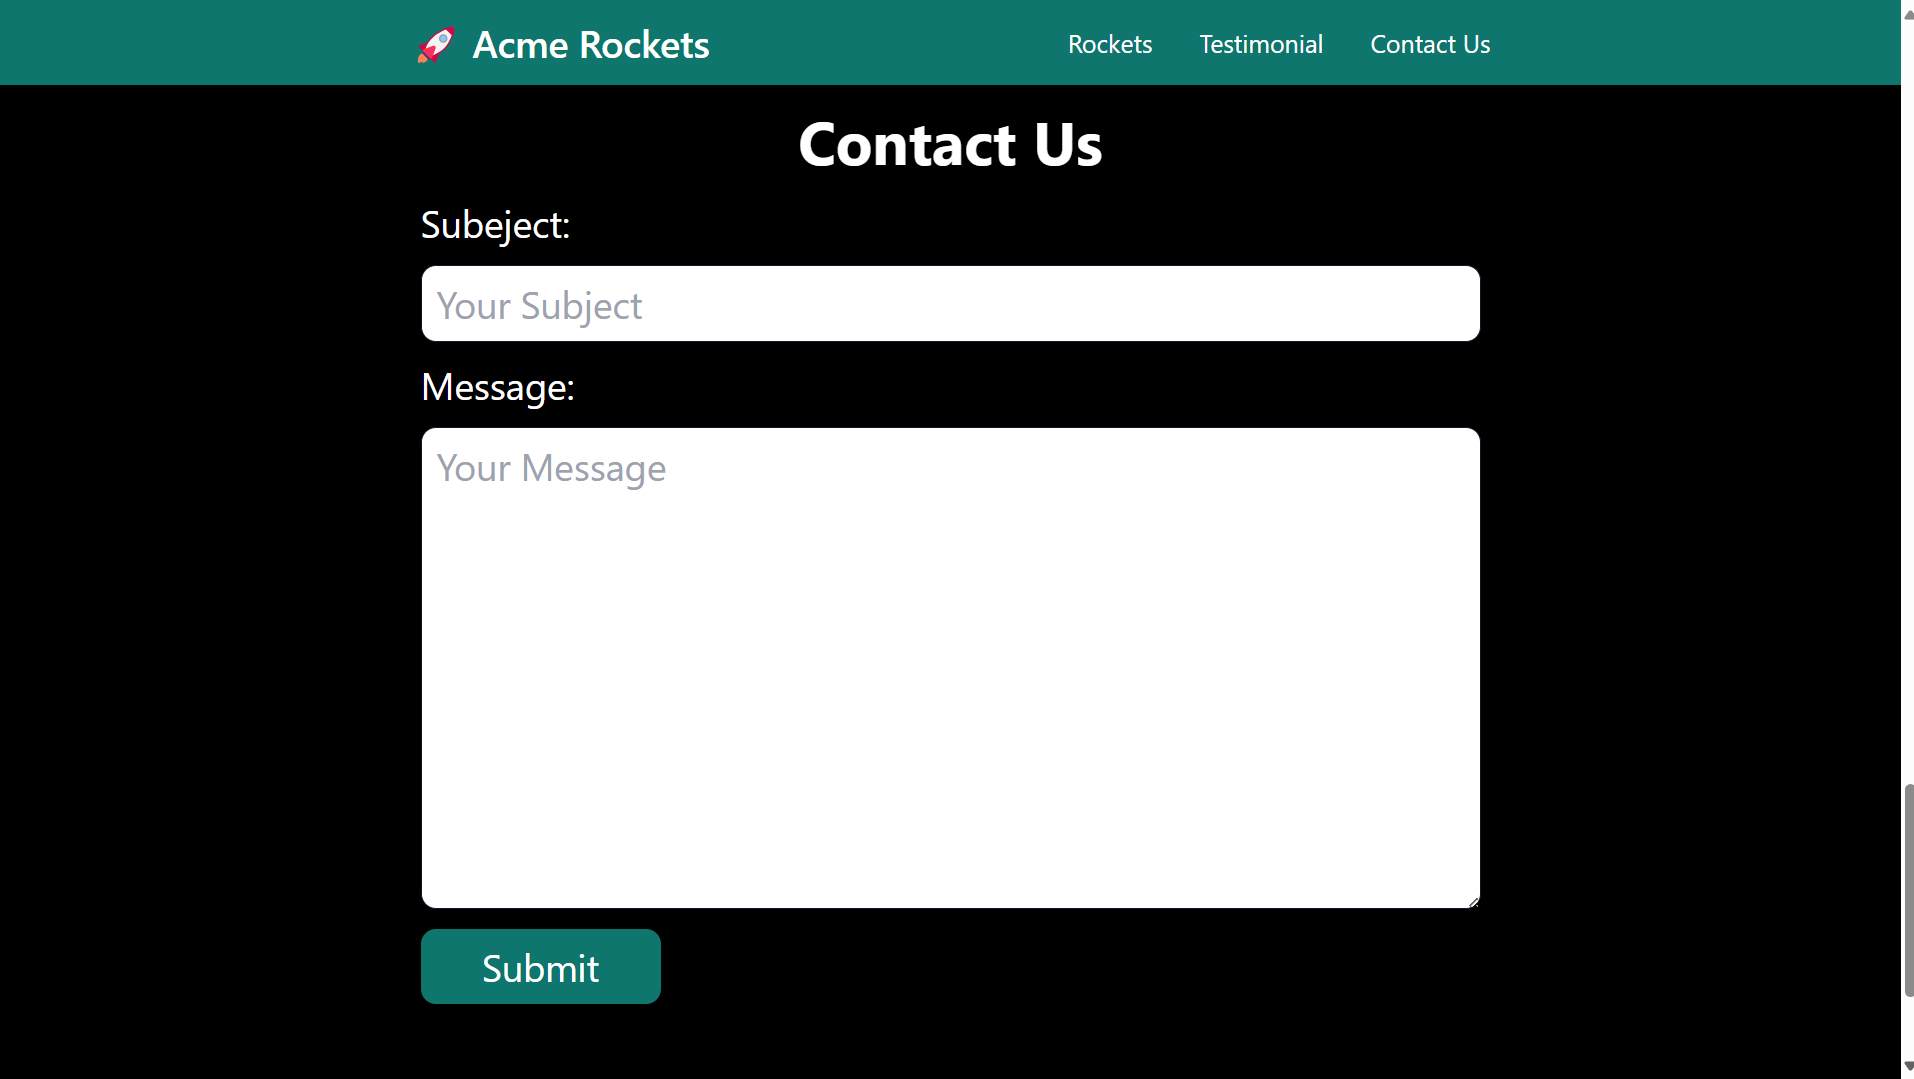 Acme Rockets
Rockets Testimonial Contact Us
Contact Us
Subeject:
Your Subject
Message:
Your Message
Submit